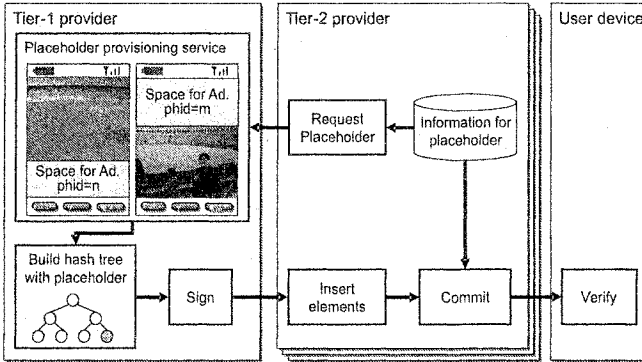 Tier-1 provider
Placeholder provisioning service
Space for Ad.
phid=n
Space for Ad.
phid=m
Build hash tree
with placeholder
Sign
Tier-2 provider
Request
Placeholder
Information for
placeholder
Insert
elements
Commit
User device
Verify